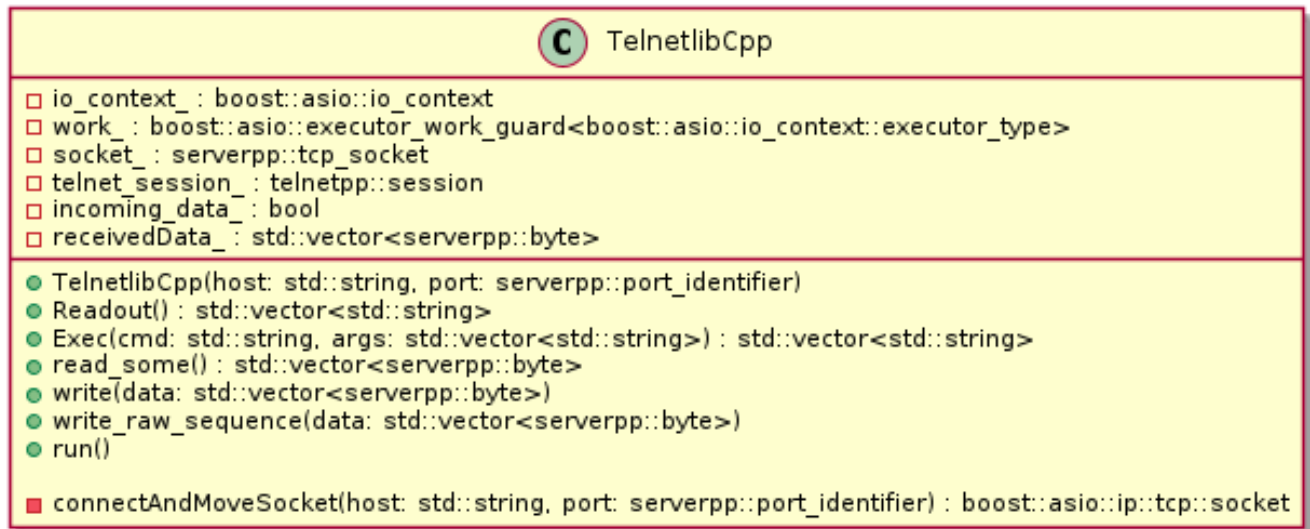 C TelnetlibCpp
io_context_ : boost::asio::io_context
work_ : boost::asio::executor_work_guard<boost::asio::io_context::executor_type>
socket_ : serverpp::tcp_socket
telnet_session_ : telnetpp::session
incoming_data_ : bool
receivedData_ : std::vector<serverpp::byte>
TelnetlibCpp(host: std::string, port: serverpp::port_identifier)
Readout() : std::vector<std::string>
Exec(cmd: std::string, args: std::vector<std::string>) : std::vector<std::string>
read_some() : std::vector<serverpp::byte>
write(data: std::vector<serverpp::byte>)
write_raw_sequence(data: std::vector<serverpp::byte>)
run()
connectAndMoveSocket(host: std::string, port: serverpp::port_identifier) : boost::asio::ip::tcp::socket